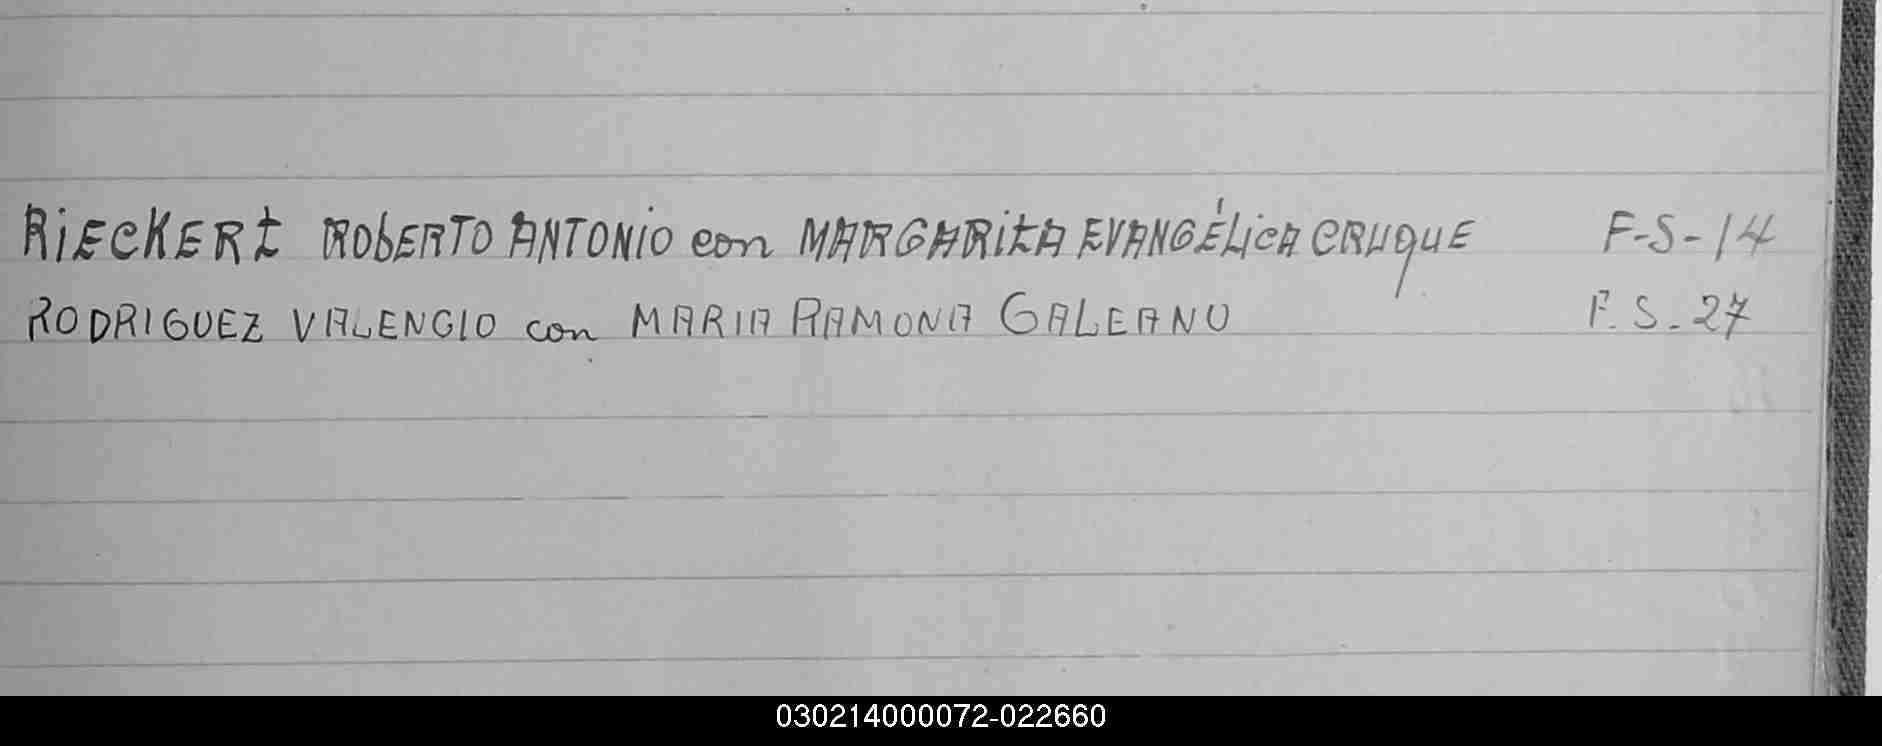 RiECKERt ROBERTO ANTONiO con MARGARitA EVANGÉLicA CRUQUE F-S-14
RODRIGUEZ VALENCIO con MARIA RAMONA GALEANO F.S.27
030214000072-022660